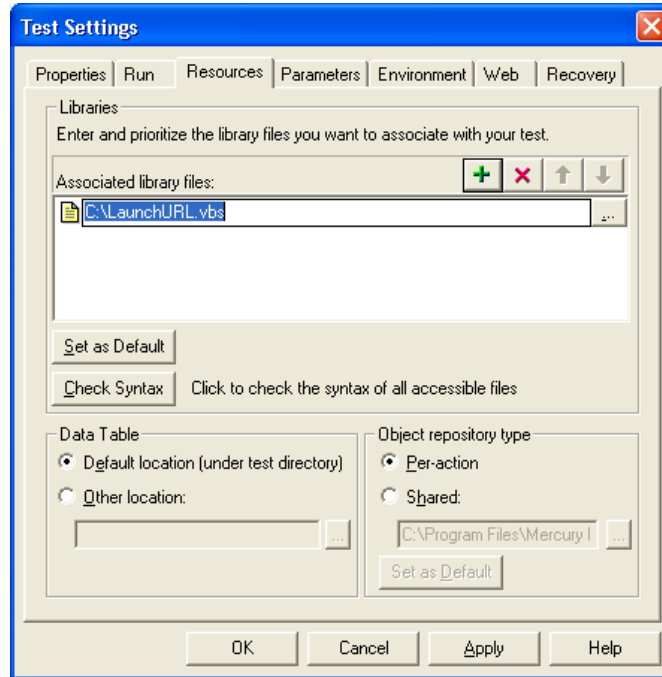 Test Settings
Properties Run Resources Parameters Environment Web Recovery
Libraries
Enter and prioritize the library files you want to associate with your test.
Associated library files:
C:\LaunchURL.vbs
...
Set as Default
Check Syntax Click to check the syntax of all accessible files
Data Table
Default location (under test directory)
Other location:
...
Object repository type
Per-action
Shared:
C:\Program Files\Mercury I
...
Set as Default
OK Cancel Apply Help